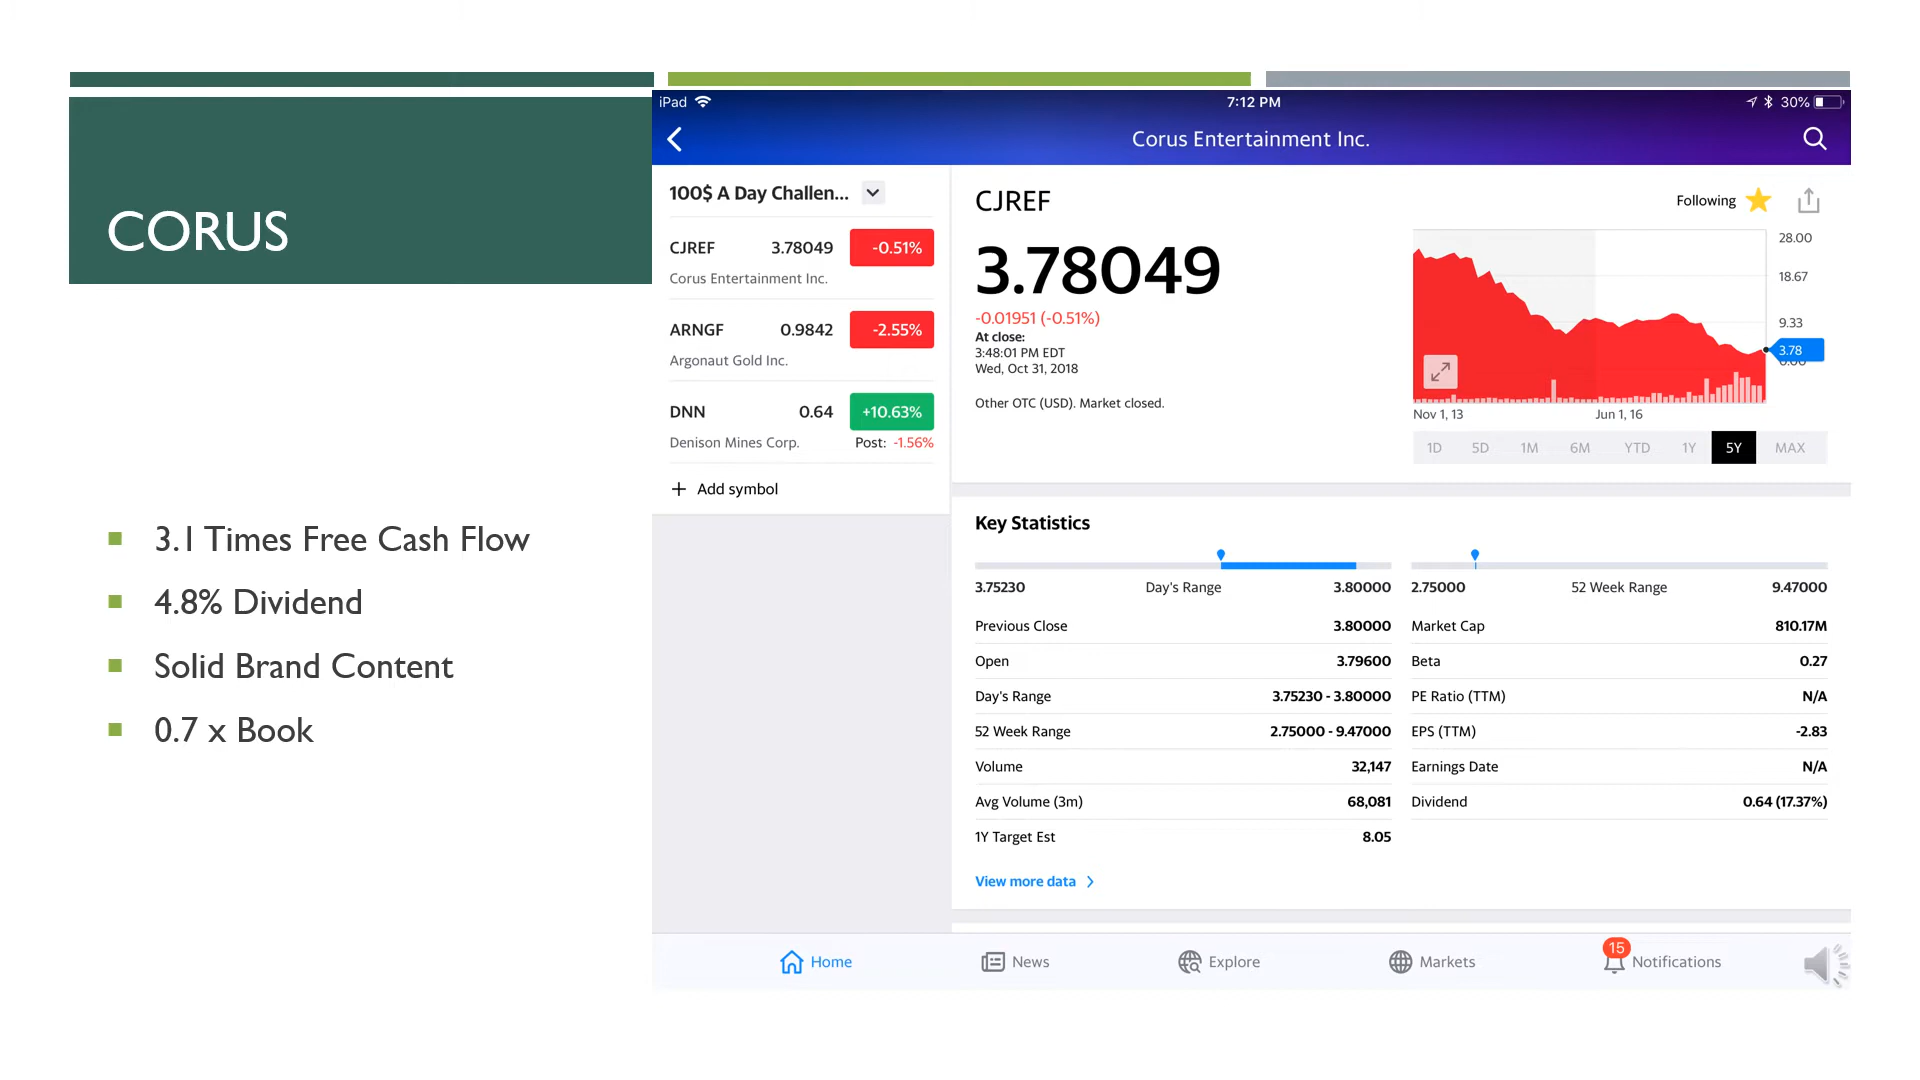 CORUS
3.1 Times Free Cash Flow
4.8% Dividend
Solid Brand Content
0.7 x Book
iPad 7:12 PM 30%
Corus Entertainment Inc.
100$ A Day Challen...
CJREF 3.78049 -0.51%
Corus Entertainment Inc.
ARNGF 0.9842 -2.55%
Argonaut Gold Inc.
DNN 0.64 +10.63%
Denison Mines Corp. Post: -1.56%
+ Add symbol
CJREF
Following
3.78049
-0.01951 (-0.51%)
At close:
3:48:01 PM EDT
Wed, Oct 31, 2018
Other OTC (USD). Market closed.
28.00
18.67
9.33
3.78
0.00
Nov 1, 13 Jun 1, 16
1D 5D 1M 6M YTD 1Y 5Y MAX
Key Statistics
3.75230 Day's Range 3.80000
Previous Close 3.80000
Open 3.79600
Day's Range 3.75230 - 3.80000
52 Week Range 2.75000 - 9.47000
Volume 32,147
Avg Volume (3m) 68,081
1Y Target Est 8.05
2.75000 52 Week Range 9.47000
Market Cap 810.17M
Beta 0.27
PE Ratio (TTM) N/A
EPS (TTM) -2.83
Earnings Date N/A
Dividend 0.64 (17.37%)
View more data
Home News Explore Markets 15 Notifications